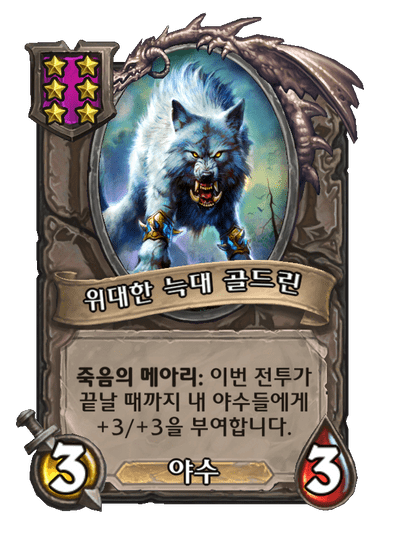 위대한 늑대 골드린
죽음의 메아리: 이번 전투가
끝날 때까지 내 야수들에게
+3/+3을 부여합니다.
3
야수
3